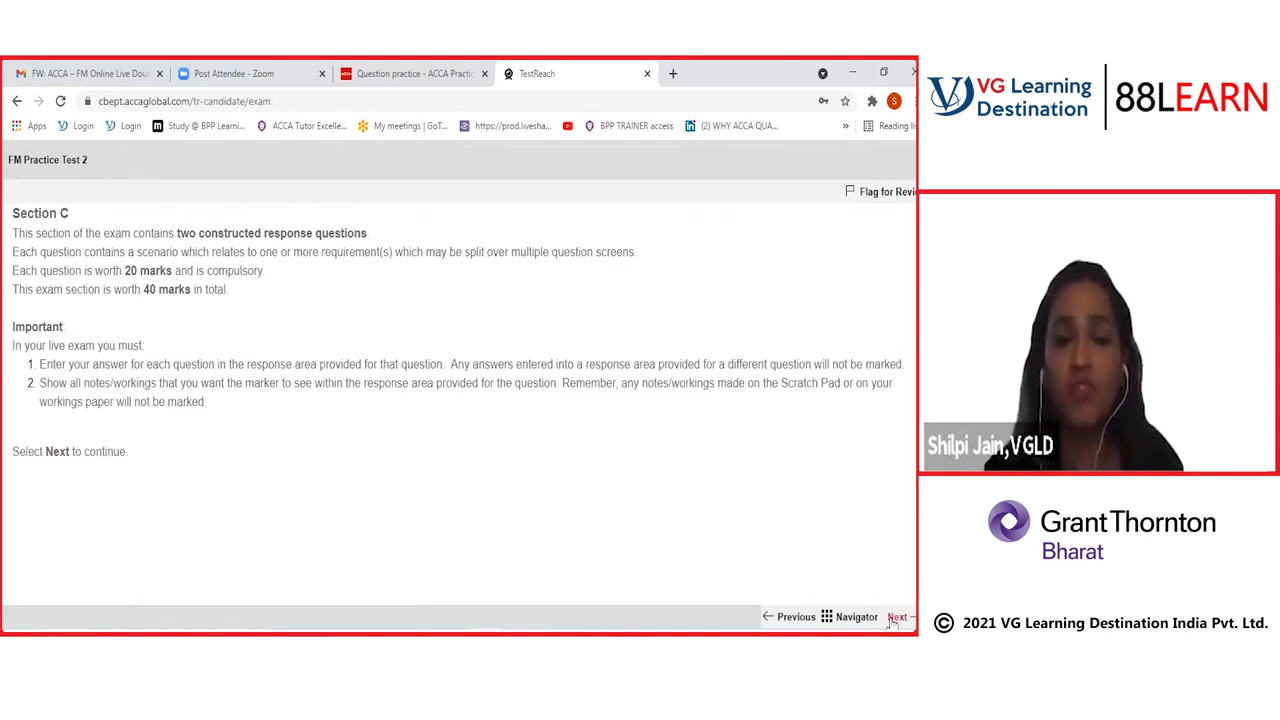 FW: ACCA – FM Online Live Dou
Post Attendee - Zoom
Question practice - ACCA Practic
TestReach
cbept.accaglobal.com/tr-candidate/exam
Apps
Login
Login
Study @ BPP Learni...
ACCA Tutor Excelle...
My meetings | GoT...
https://prod.livesha...
BPP TRAINER access
(2) WHY ACCA QUA...
»
Reading lis
FM Practice Test 2
Flag for Revi
Section C
This section of the exam contains two constructed response questions.
Each question contains a scenario which relates to one or more requirement(s) which may be split over multiple question screens.
Each question is worth 20 marks and is compulsory.
This exam section is worth 40 marks in total.
Important:
In your live exam you must:
1. Enter your answer for each question in the response area provided for that question. Any answers entered into a response area provided for a different question will not be marked.
2. Show all notes/workings that you want the marker to see within the response area provided for the question. Remember, any notes/workings made on the Scratch Pad or on your
workings paper will not be marked.
Select Next to continue.
Previous
Navigator
Next
VG Learning
Destination
88LEARN
Shilpi Jain,VGLD
Grant Thornton
Bharat
© 2021 VG Learning Destination India Pvt. Ltd.